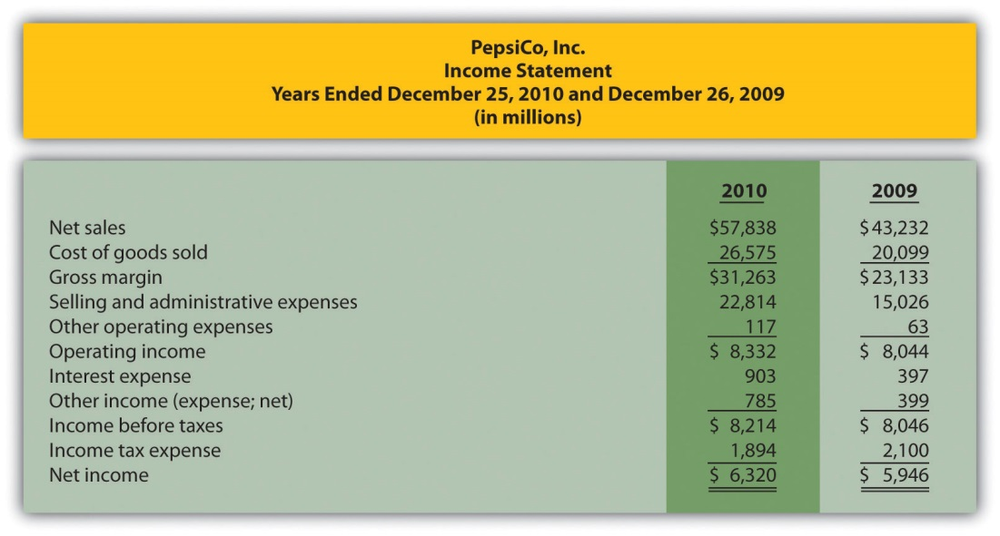 PepsiCo, Inc.
Income Statement
Years Ended December 25, 2010 and December 26, 2009
(in millions)
2010 2009
Net sales $57,838 $43,232
Cost of goods sold 26,575 20,099
Gross margin $31,263 $23,133
Selling and administrative expenses 22,814 15,026
Other operating expenses 117 63
Operating income $ 8,332 $ 8,044
Interest expense 903 397
Other income (expense; net) 785 399
Income before taxes $ 8,214 $ 8,046
Income tax expense 1,894 2,100
Net income $ 6,320 $ 5,946